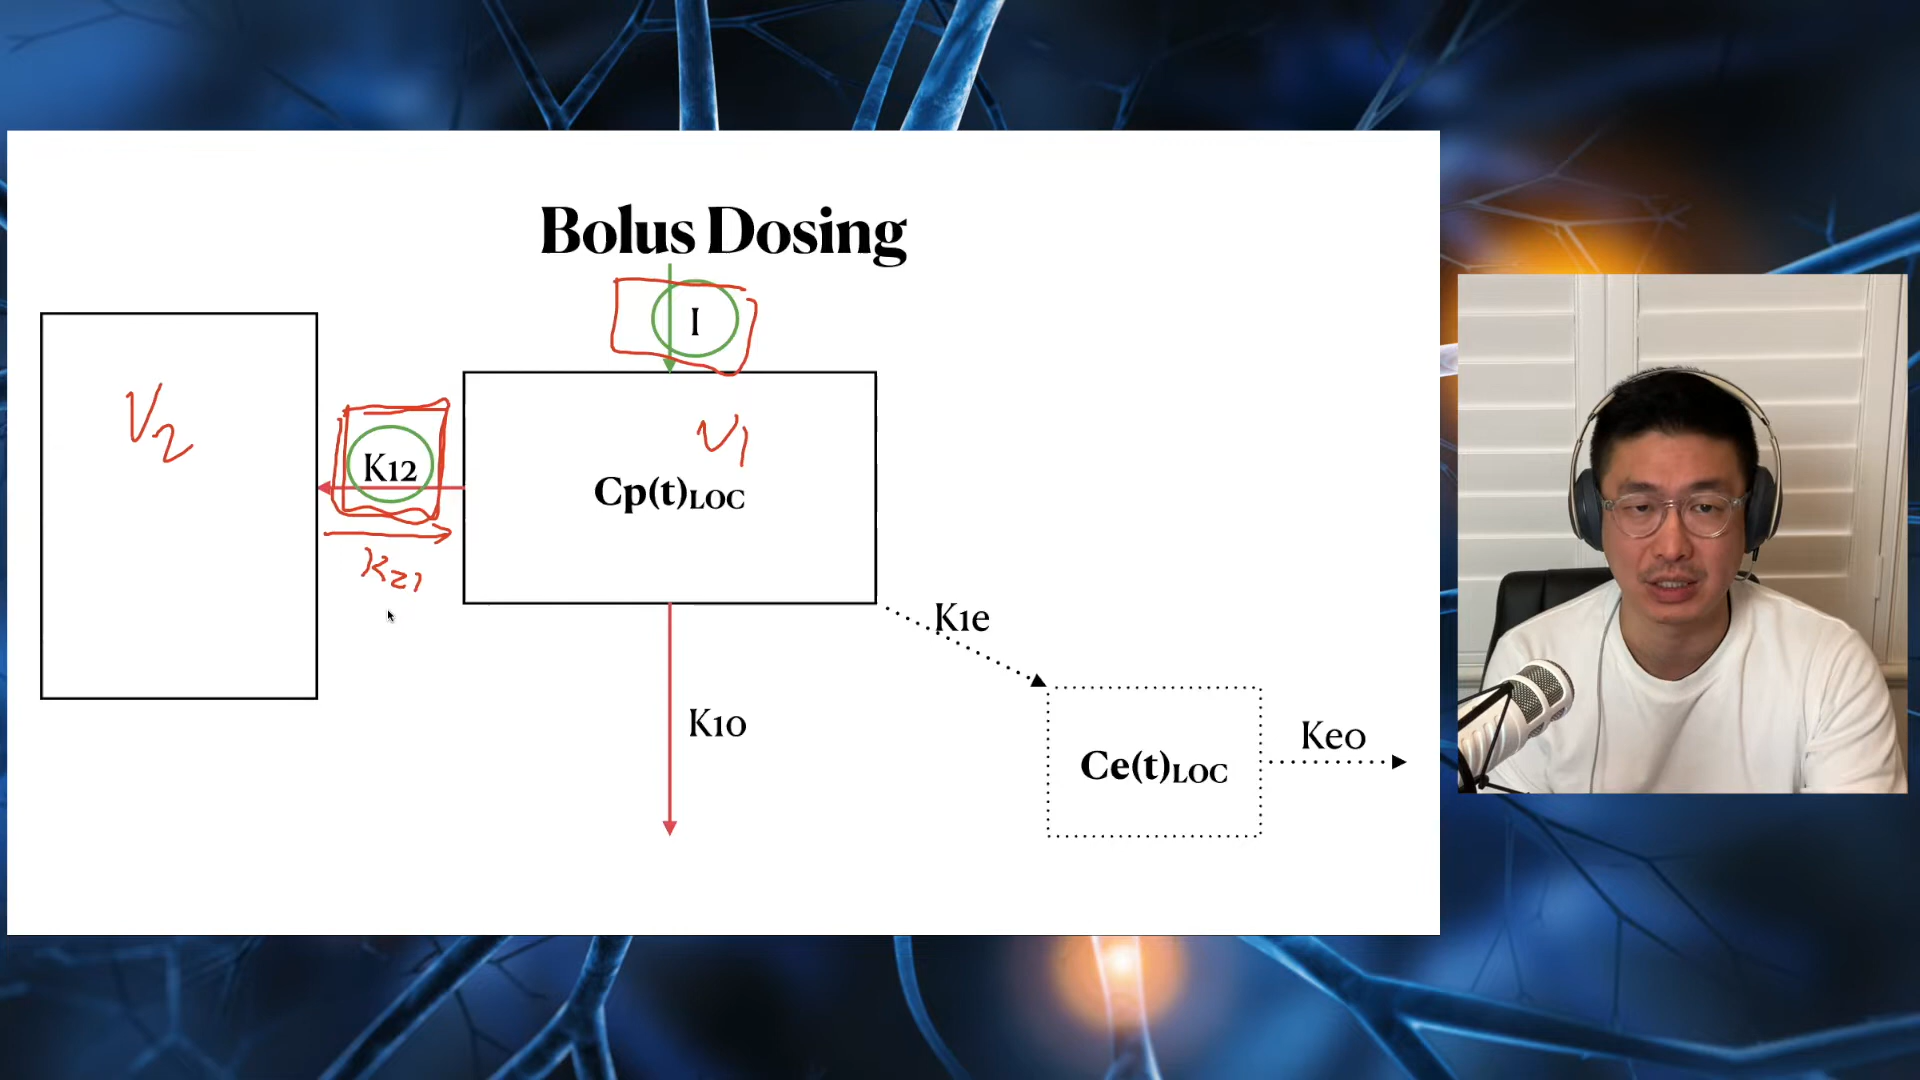 Bolus Dosing
I
V2
K12
V1
Cp(t)LOC
K21
K1e
K10
Keo
Ce(t)LOC